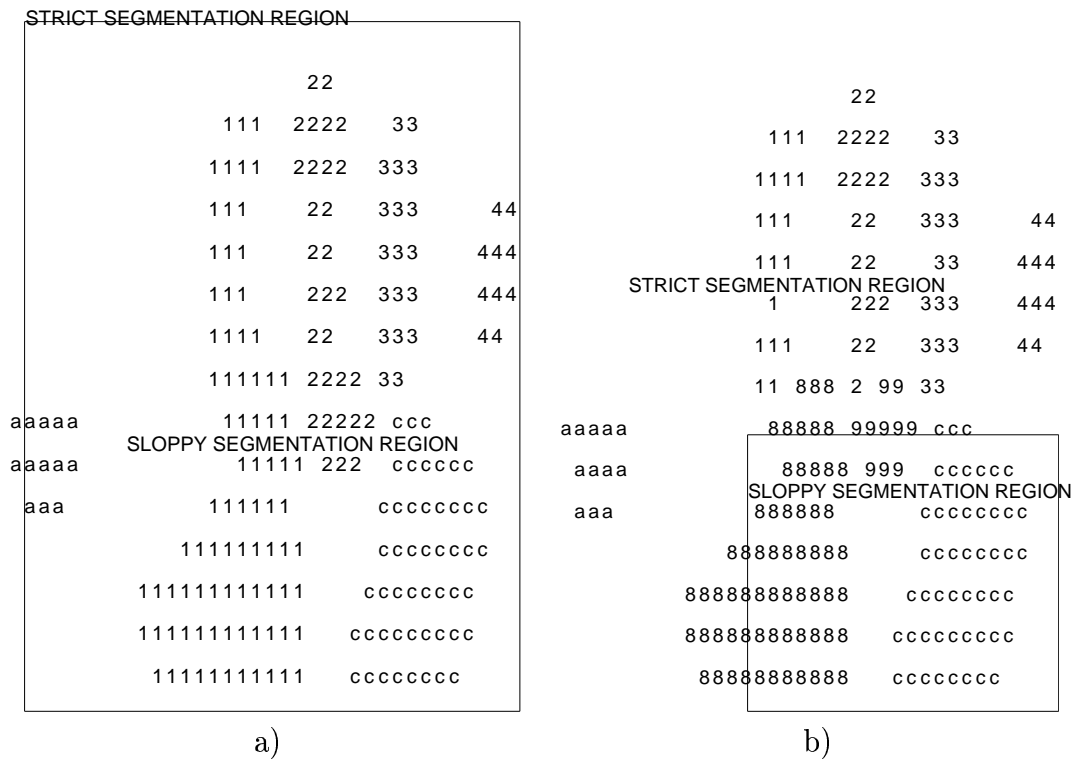 STRICT SEGMENTATION REGION
22
111 2222 33
1111 2222 333
111 22 333 44
111 22 333 444
111 222 333 444
1111 22 333 44
111111 2222 33
aaaaa 11111 22222 ccc
SLOPPY SEGMENTATION REGION
aaaaa 11111 222 cccccc
aaa 111111 cccccccc
111111111 cccccccc
111111111111 cccccccc
111111111111 ccccccccc
11111111111 cccccccc
a)
22
111 2222 33
1111 2222 333
111 22 333 44
111 22 33 444
STRICT SEGMENTATION REGION
1 222 333 444
111 22 333 44
11 888 2 99 33
aaaaa 88888 99999 ccc
aaaa 88888 999 cccccc
SLOPPY SEGMENTATION REGION
aaa 888888 cccccccc
888888888 cccccccc
888888888888 cccccccc
888888888888 ccccccccc
88888888888 cccccccc
b)